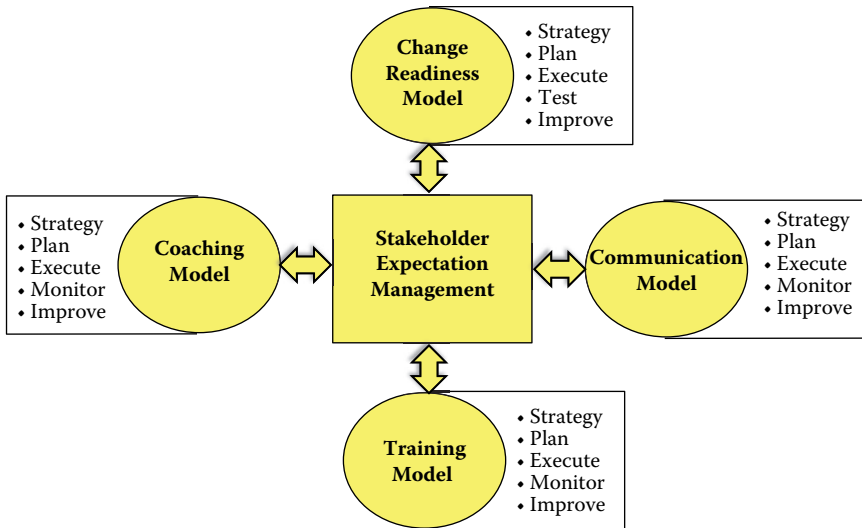 Change
Readiness
Model
• Strategy
• Plan
• Execute
• Test
• Improve
• Strategy
• Plan
• Execute
• Monitor
• Improve
Coaching
Model
Stakeholder
Expectation
Management
Communication
Model
• Strategy
• Plan
• Execute
• Monitor
• Improve
Training
Model
• Strategy
• Plan
• Execute
• Monitor
• Improve